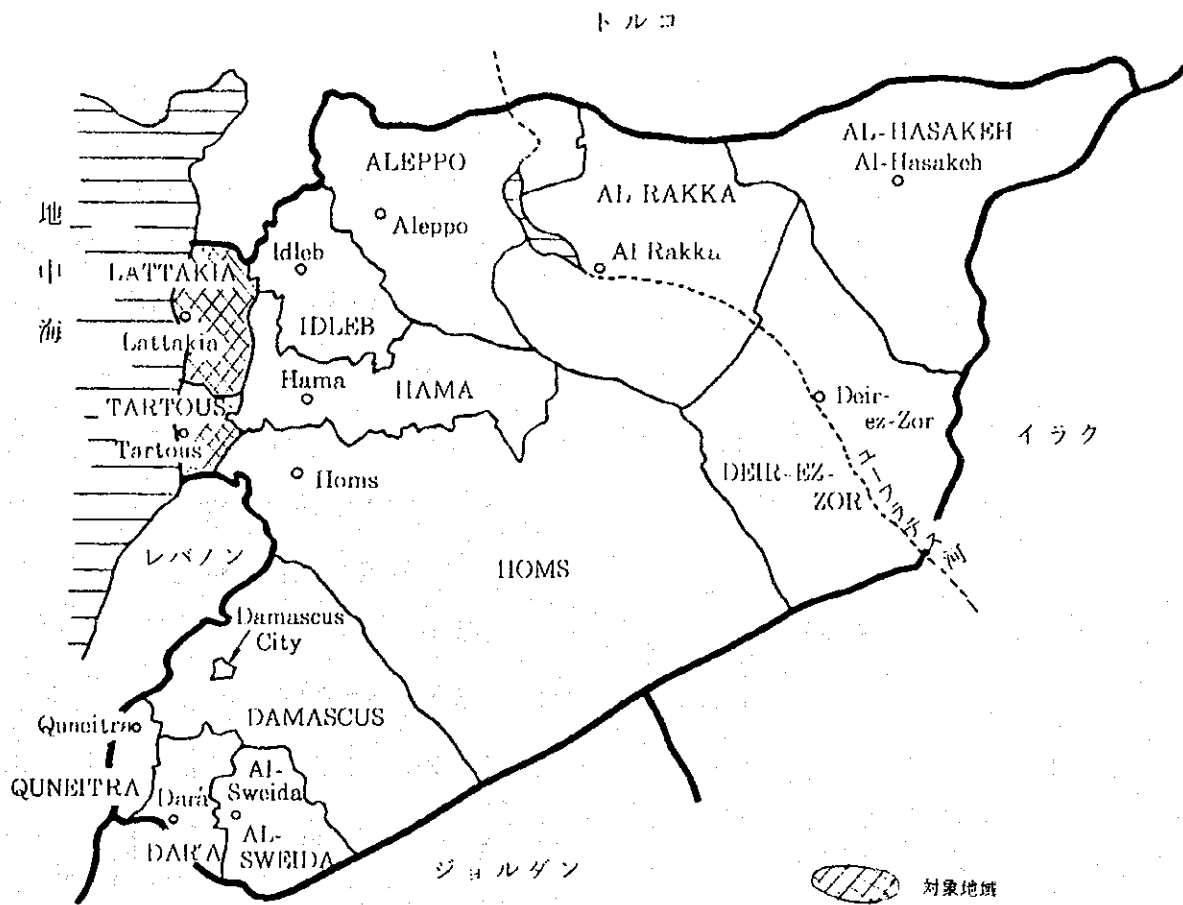 トルコ
AL-HASAKEH
Al-Hasakeh
ALEPPO
Aleppo
AL RAKKA
Al Rakka
地中海
Idleb
IDLEB
LATTAKIA
Lattakia
Hama
HAMA
TARTOUS
Tartous
Deir-
ez-Zor
イラク
DEIR-EZ-
ZOR
ユーフラテス河
Homs
HOMS
レバノン
Damascus
City
DAMASCUS
Quneitra
QUNEITRA
Al-
Sweida
AL-
SWEIDA
Dará
DAR'A
ジョルダン
対象地域